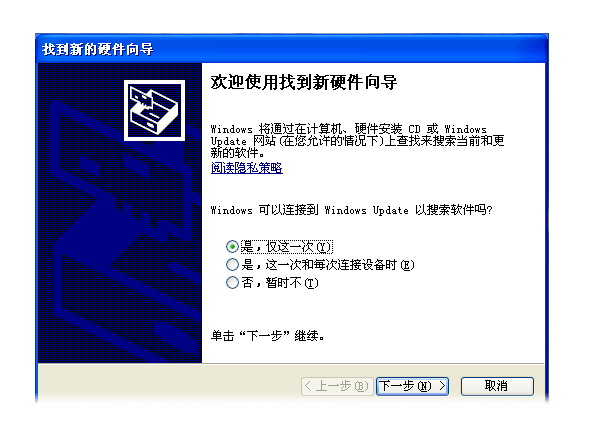 找到新的硬件向导
欢迎使用找到新硬件向导
Windows 将通过在计算机、硬件安装 CD 或 Windows
Update 网站(在您允许的情况下)上查找来搜索当前和更
新的软件。
阅读隐私策略
Windows 可以连接到 Windows Update 以搜索软件吗?
是，仅这一次(Y)
是，这一次和每次连接设备时(E)
否，暂时不(T)
单击“下一步”继续。
< 上一步(B) 下一步(N) > 取消